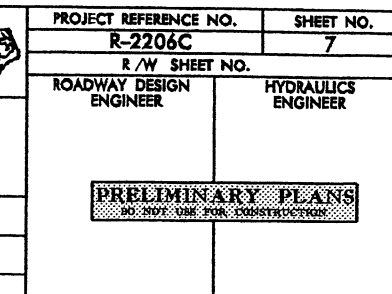 PROJECT REFERENCE NO. SHEET NO.
R-2206C 7
R/W SHEET NO.
ROADWAY DESIGN ENGINEER
HYDRAULICS ENGINEER
PRELIMINARY PLANS
DO NOT USE FOR CONSTRUCTION